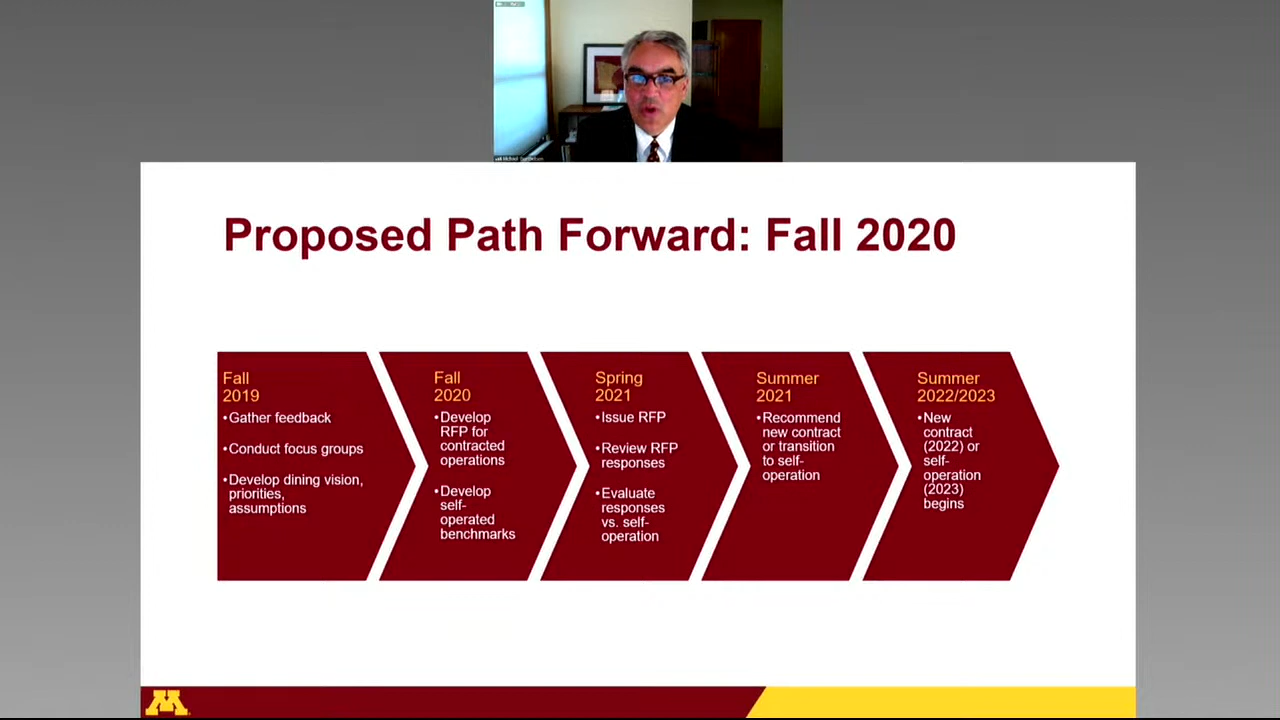 Proposed Path Forward: Fall 2020
Fall
2019
•Gather feedback
•Conduct focus groups
•Develop dining vision,
priorities,
assumptions
Fall
2020
•Develop
RFP for
contracted
operations
•Develop
self-
operated
benchmarks
Spring
2021
•Issue RFP
•Review RFP
responses
•Evaluate
responses
vs. self-
operation
Summer
2021
•Recommend
new contract
or transition
to self-
operation
Summer
2022/2023
•New
contract
(2022) or
self-
operation
(2023)
begins
M